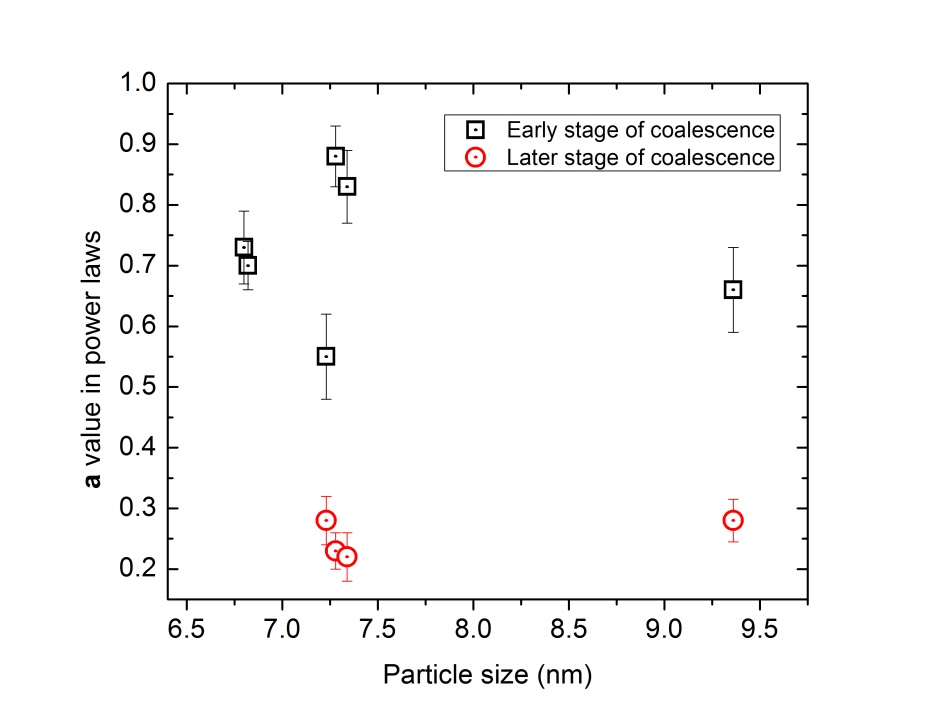 1.0
0.9
0.8
0.7
0.6
0.5
0.4
0.3
0.2
a value in power laws
Early stage of coalescence
Later stage of coalescence
6.5 7.0 7.5 8.0 8.5 9.0 9.5
Particle size (nm)